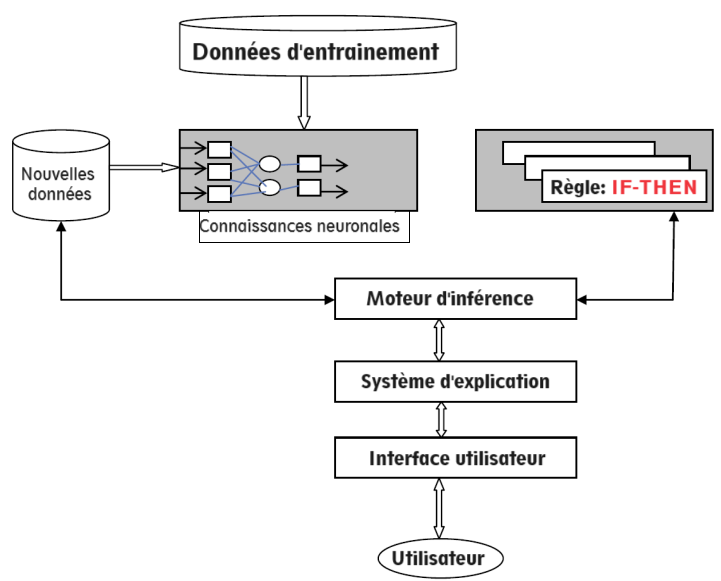 Données d'entrainement
Nouvelles
données
Connaissances neuronales
Règle: IF-THEN
Moteur d'inférence
Système d'explication
Interface utilisateur
Utilisateur